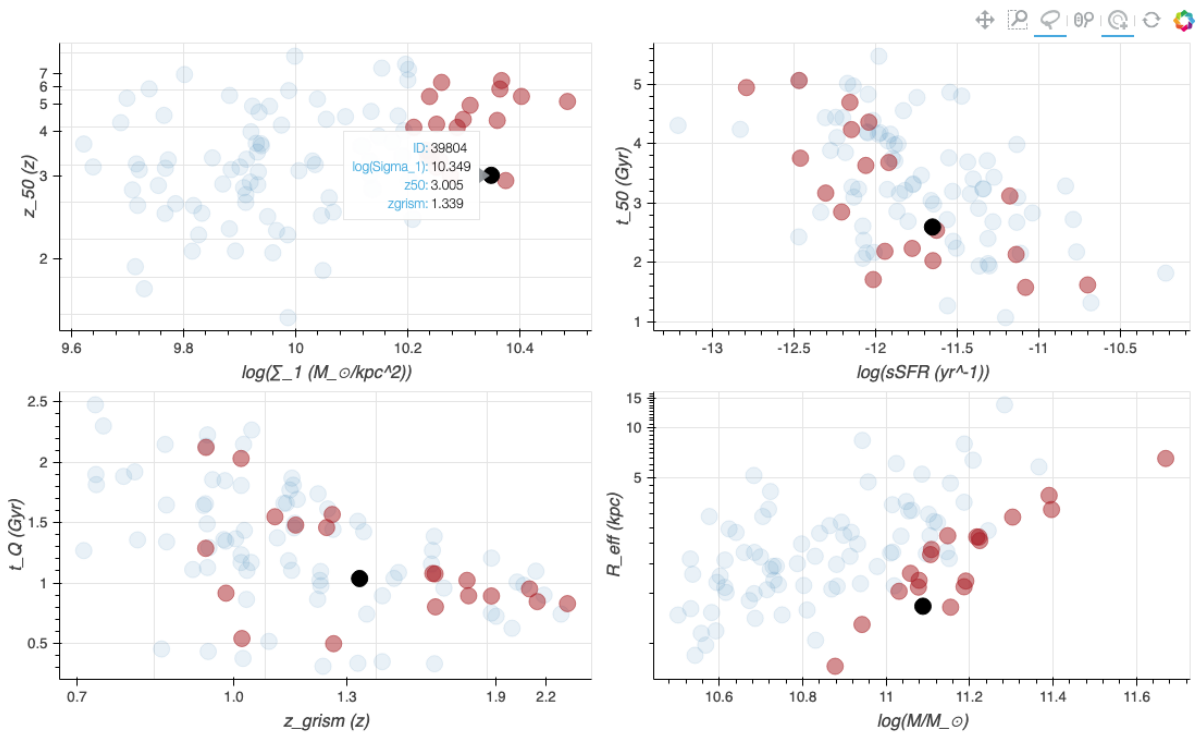 7
6
5
4
3
2
z_50 (z)
ID: 39804
log(Sigma_1): 10.349
z50: 3.005
zgrism: 1.339
9.6 9.8 10 10.2 10.4
log(∑_1 (M_⊙/kpc^2))
5
4
3
2
1
t_50 (Gyr)
-13 -12.5 -12 -11.5 -11 -10.5
log(sSFR (yr^-1))
2.5
2
1.5
1
0.5
t_Q (Gyr)
0.7 1.0 1.3 1.9 2.2
z_grism (z)
15
10
5
R_eff (kpc)
10.6 10.8 11 11.2 11.4 11.6
log(M/M_⊙)